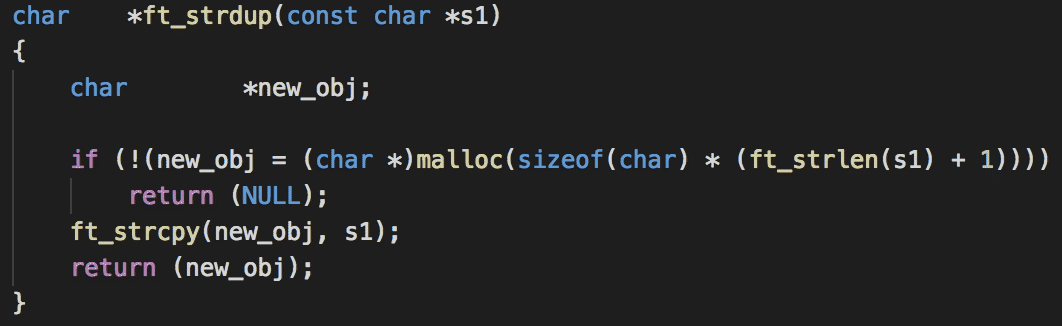 char    *ft_strdup(const char *s1)
{
    char        *new_obj;

    if (!(new_obj = (char *)malloc(sizeof(char) * (ft_strlen(s1) + 1))))
        return (NULL);
    ft_strcpy(new_obj, s1);
    return (new_obj);
}